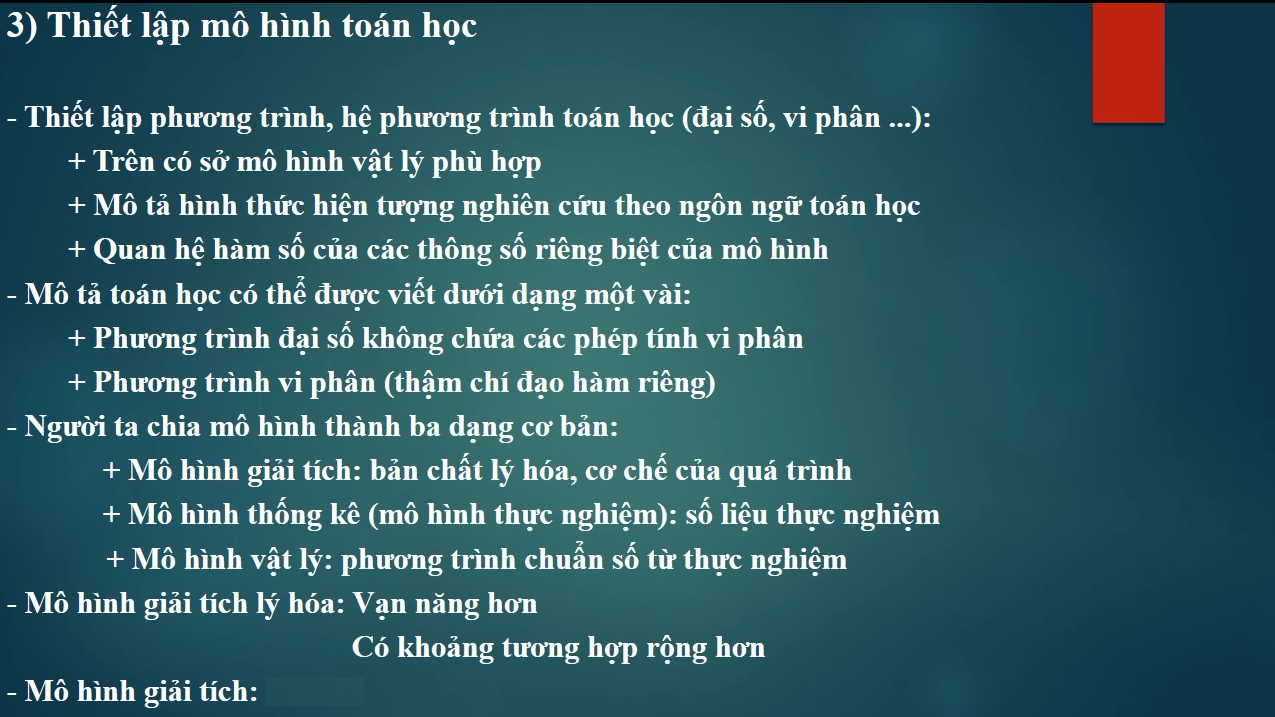 3) Thiết lập mô hình toán học
- Thiết lập phương trình, hệ phương trình toán học (đại số, vi phân ...):
+ Trên có sở mô hình vật lý phù hợp
+ Mô tả hình thức hiện tượng nghiên cứu theo ngôn ngữ toán học
+ Quan hệ hàm số của các thông số riêng biệt của mô hình
- Mô tả toán học có thể được viết dưới dạng một vài:
+ Phương trình đại số không chứa các phép tính vi phân
+ Phương trình vi phân (thậm chí đạo hàm riêng)
- Người ta chia mô hình thành ba dạng cơ bản:
+ Mô hình giải tích: bản chất lý hóa, cơ chế của quá trình
+ Mô hình thống kê (mô hình thực nghiệm): số liệu thực nghiệm
+ Mô hình vật lý: phương trình chuẩn số từ thực nghiệm
- Mô hình giải tích lý hóa: Vạn năng hơn
Có khoảng tương hợp rộng hơn
- Mô hình giải tích: